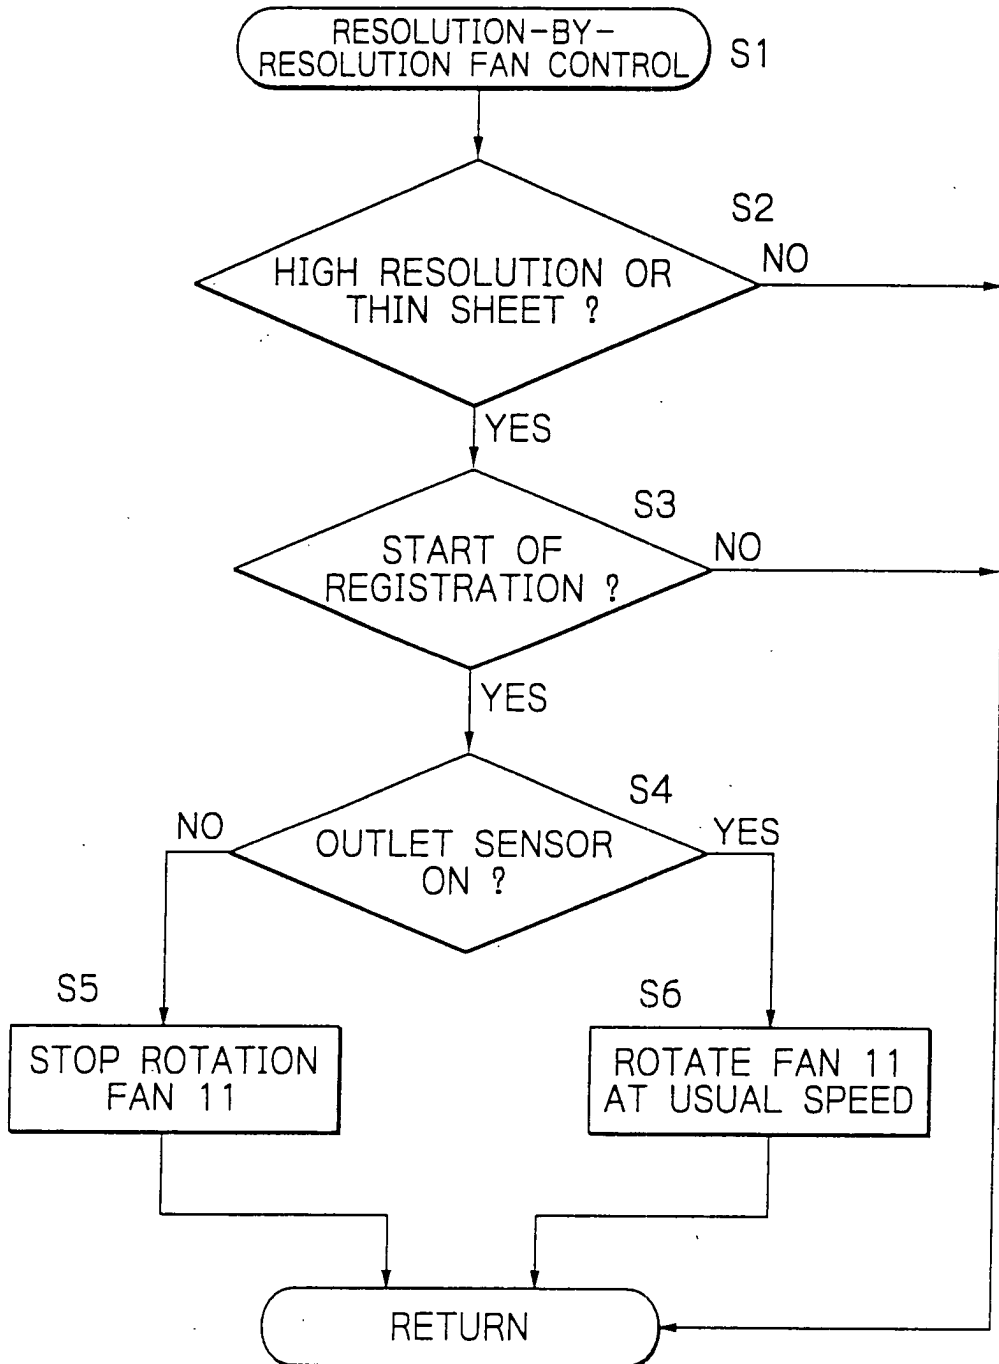 RESOLUTION-BY-
RESOLUTION FAN CONTROL
S1
S2
HIGH RESOLUTION OR
THIN SHEET ?
NO
YES
S3
START OF
REGISTRATION ?
NO
YES
S4
OUTLET SENSOR
ON ?
NO
YES
S5
STOP ROTATION
FAN 11
S6
ROTATE FAN 11
AT USUAL SPEED
RETURN